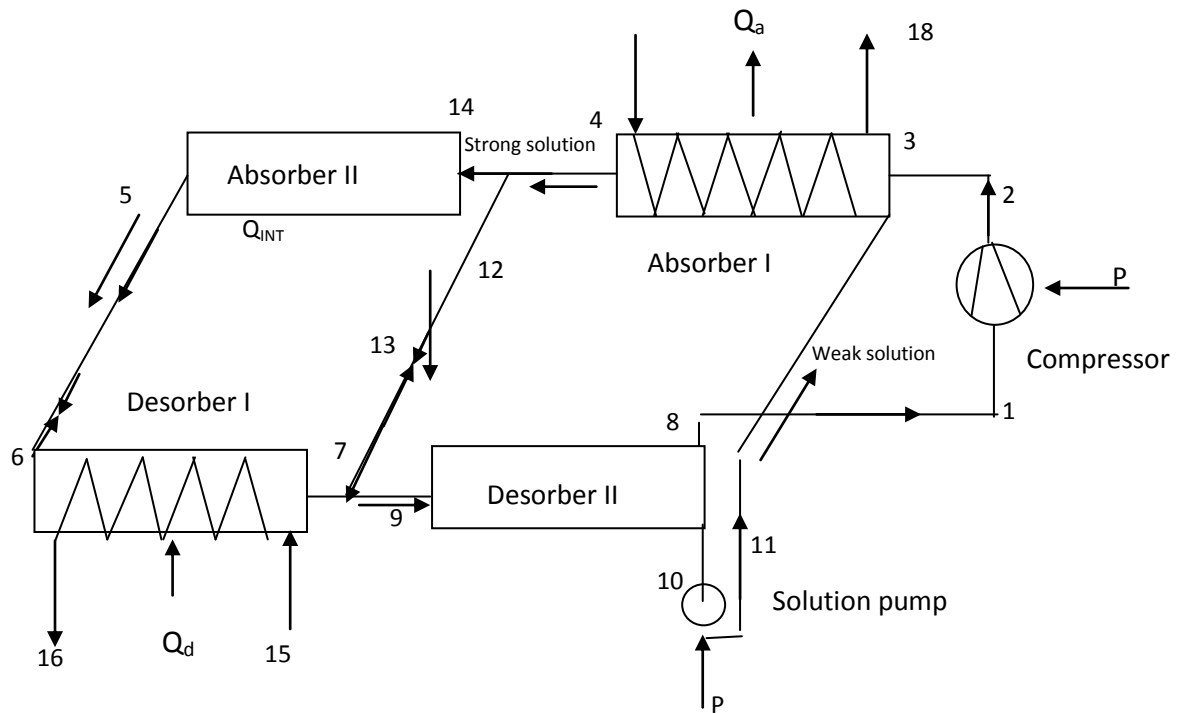 Qa
18
14
4
3
Strong solution
Absorber II
5
2
QINT
Absorber I
12
P
13
Weak solution
Compressor
Desorber I
1
8
7
6
Desorber II
9
11
10
Solution pump
Qd
16
15
P